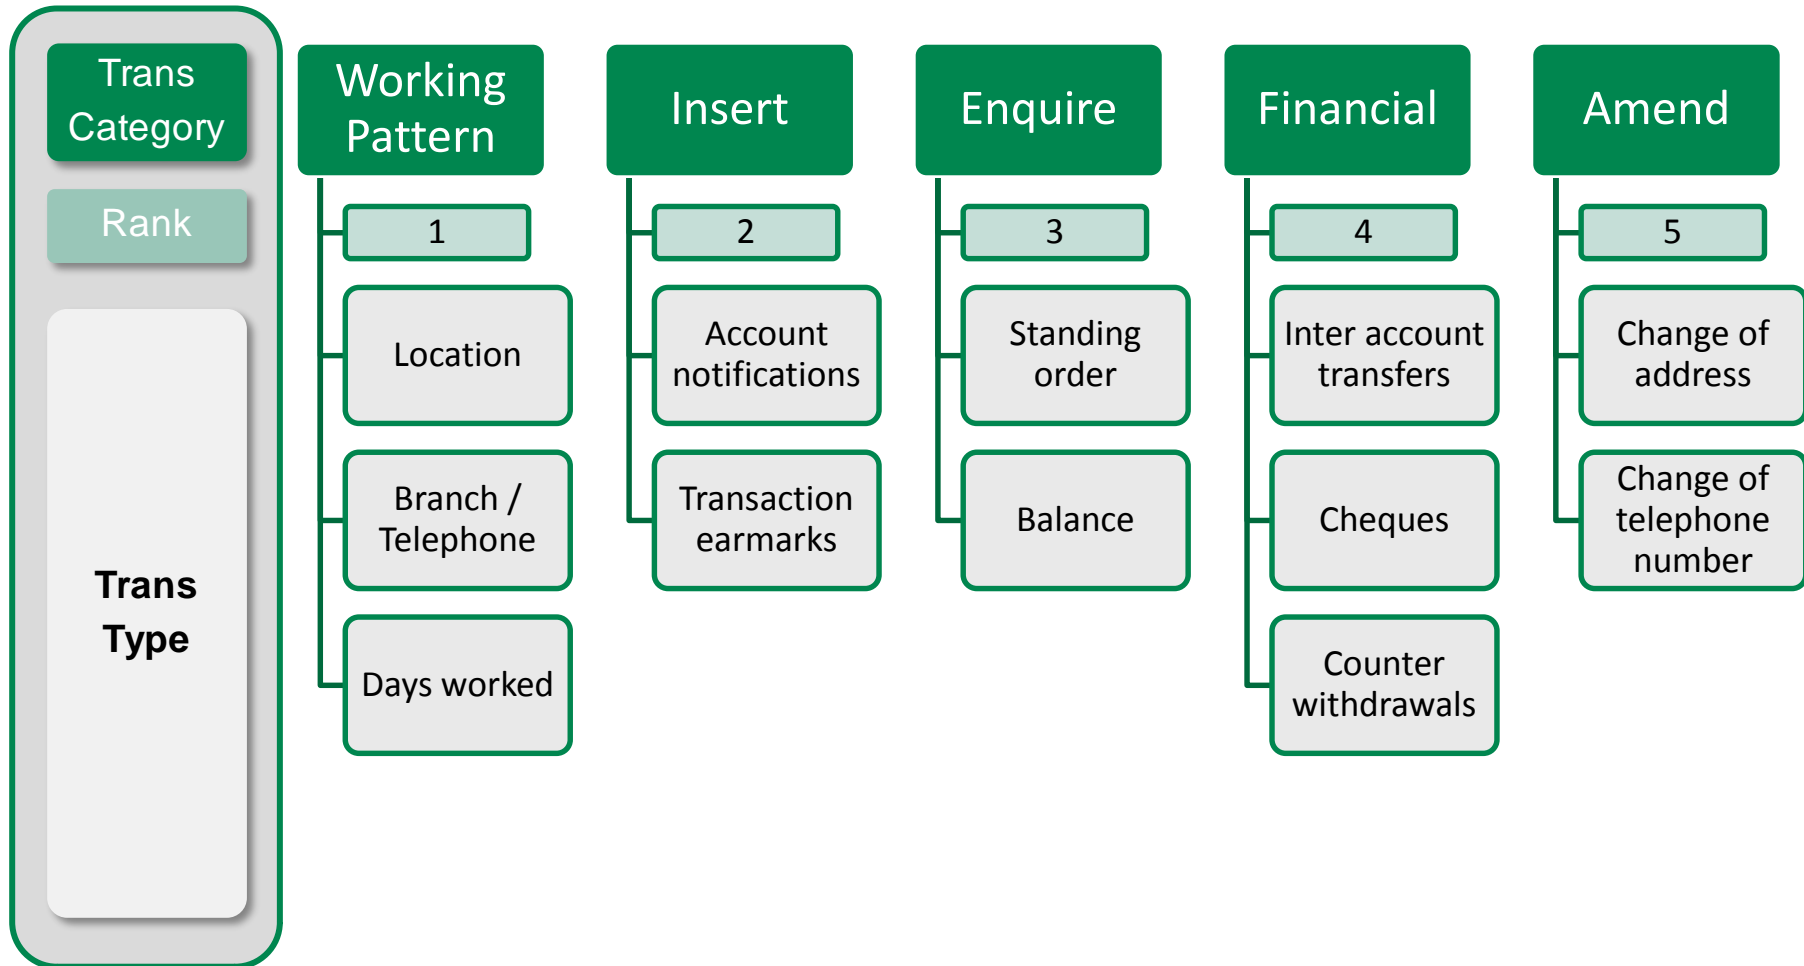 Trans
Category
Rank
Trans
Type
Working
Pattern
1
Location
Branch /
Telephone
Days worked
Insert
2
Account
notifications
Transaction
earmarks
Enquire
3
Standing
order
Balance
Financial
4
Inter account
transfers
Cheques
Counter
withdrawals
Amend
5
Change of
address
Change of
telephone
number